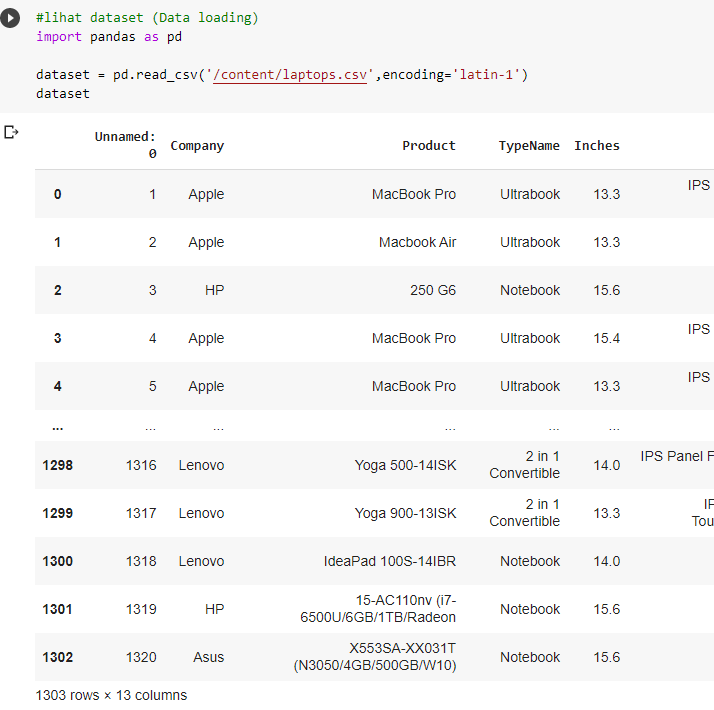 #lihat dataset (Data loading)
import pandas as pd
dataset = pd.read_csv('/content/laptops.csv',encoding='latin-1')
dataset
Unnamed: 0 Company Product TypeName Inches
0 1 Apple MacBook Pro Ultrabook 13.3 IPS
1 2 Apple Macbook Air Ultrabook 13.3
2 3 HP 250 G6 Notebook 15.6
3 4 Apple MacBook Pro Ultrabook 15.4 IPS
4 5 Apple MacBook Pro Ultrabook 13.3 IPS
... ... ... ... ... ...
1298 1316 Lenovo Yoga 500-14ISK 2 in 1 Convertible 14.0 IPS Panel F
1299 1317 Lenovo Yoga 900-13ISK 2 in 1 Convertible 13.3 IP Tou
1300 1318 Lenovo IdeaPad 100S-14IBR Notebook 14.0
1301 1319 HP 15-AC110nv (i7-6500U/6GB/1TB/Radeon Notebook 15.6
1302 1320 Asus X553SA-XX031T (N3050/4GB/500GB/W10) Notebook 15.6
1303 rows × 13 columns